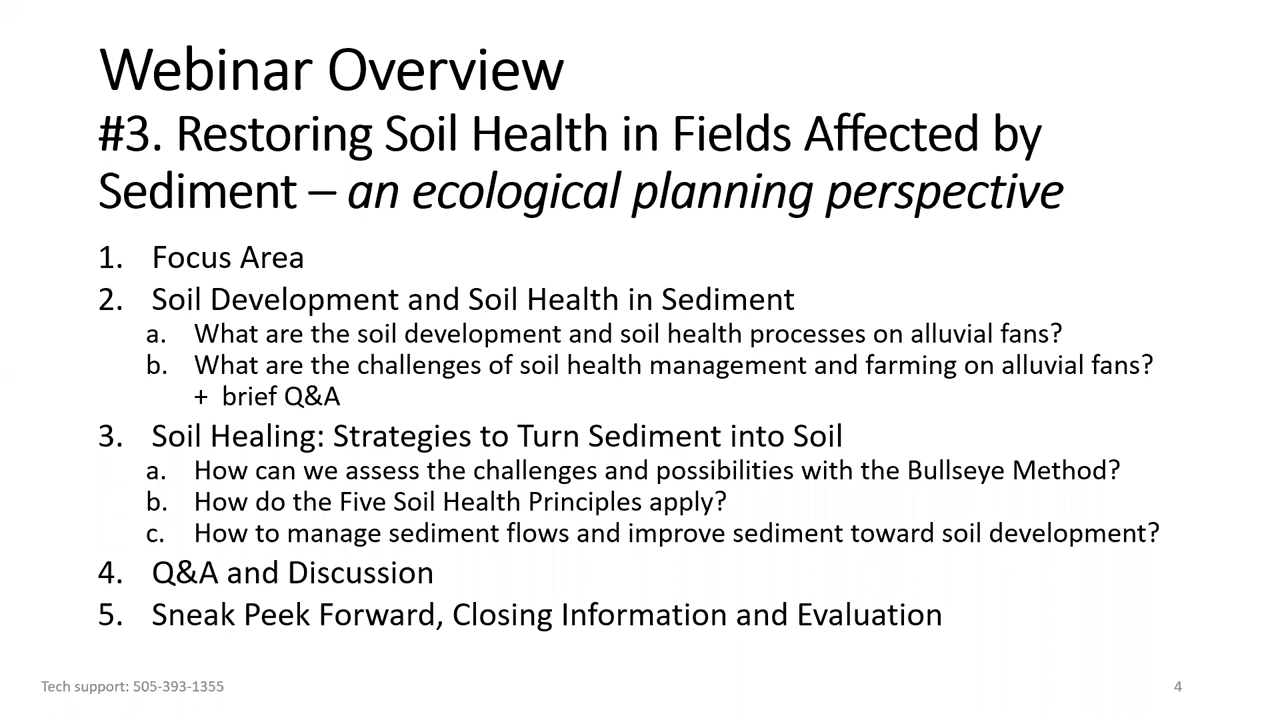 Webinar Overview
#3. Restoring Soil Health in Fields Affected by
Sediment – an ecological planning perspective
1. Focus Area
2. Soil Development and Soil Health in Sediment
a. What are the soil development and soil health processes on alluvial fans?
b. What are the challenges of soil health management and farming on alluvial fans?
+ brief Q&A
3. Soil Healing: Strategies to Turn Sediment into Soil
a. How can we assess the challenges and possibilities with the Bullseye Method?
b. How do the Five Soil Health Principles apply?
c. How to manage sediment flows and improve sediment toward soil development?
4. Q&A and Discussion
5. Sneak Peek Forward, Closing Information and Evaluation
Tech support: 505-393-1355
4